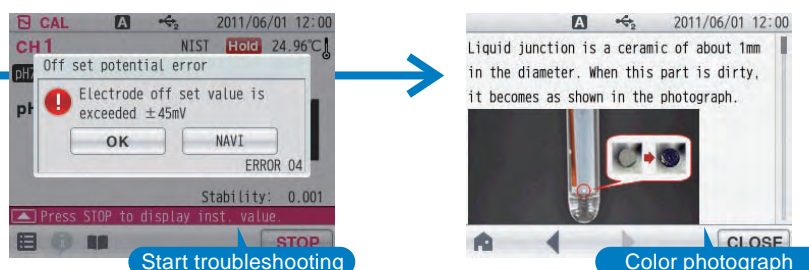 CAL A 2 2011/06/01 12:00
CH1 NIST Hold 24.96℃
Off set potential error
pH7
pH
Electrode off set value is
exceeded ±45mV
OK NAVI
ERROR 04
Stability: 0.001
Press STOP to display inst. value.
STOP
Start troubleshooting
A 2 2011/06/01 12:00
Liquid junction is a ceramic of about 1mm
in the diameter. When this part is dirty,
it becomes as shown in the photograph.
CLOSE
Color photograph